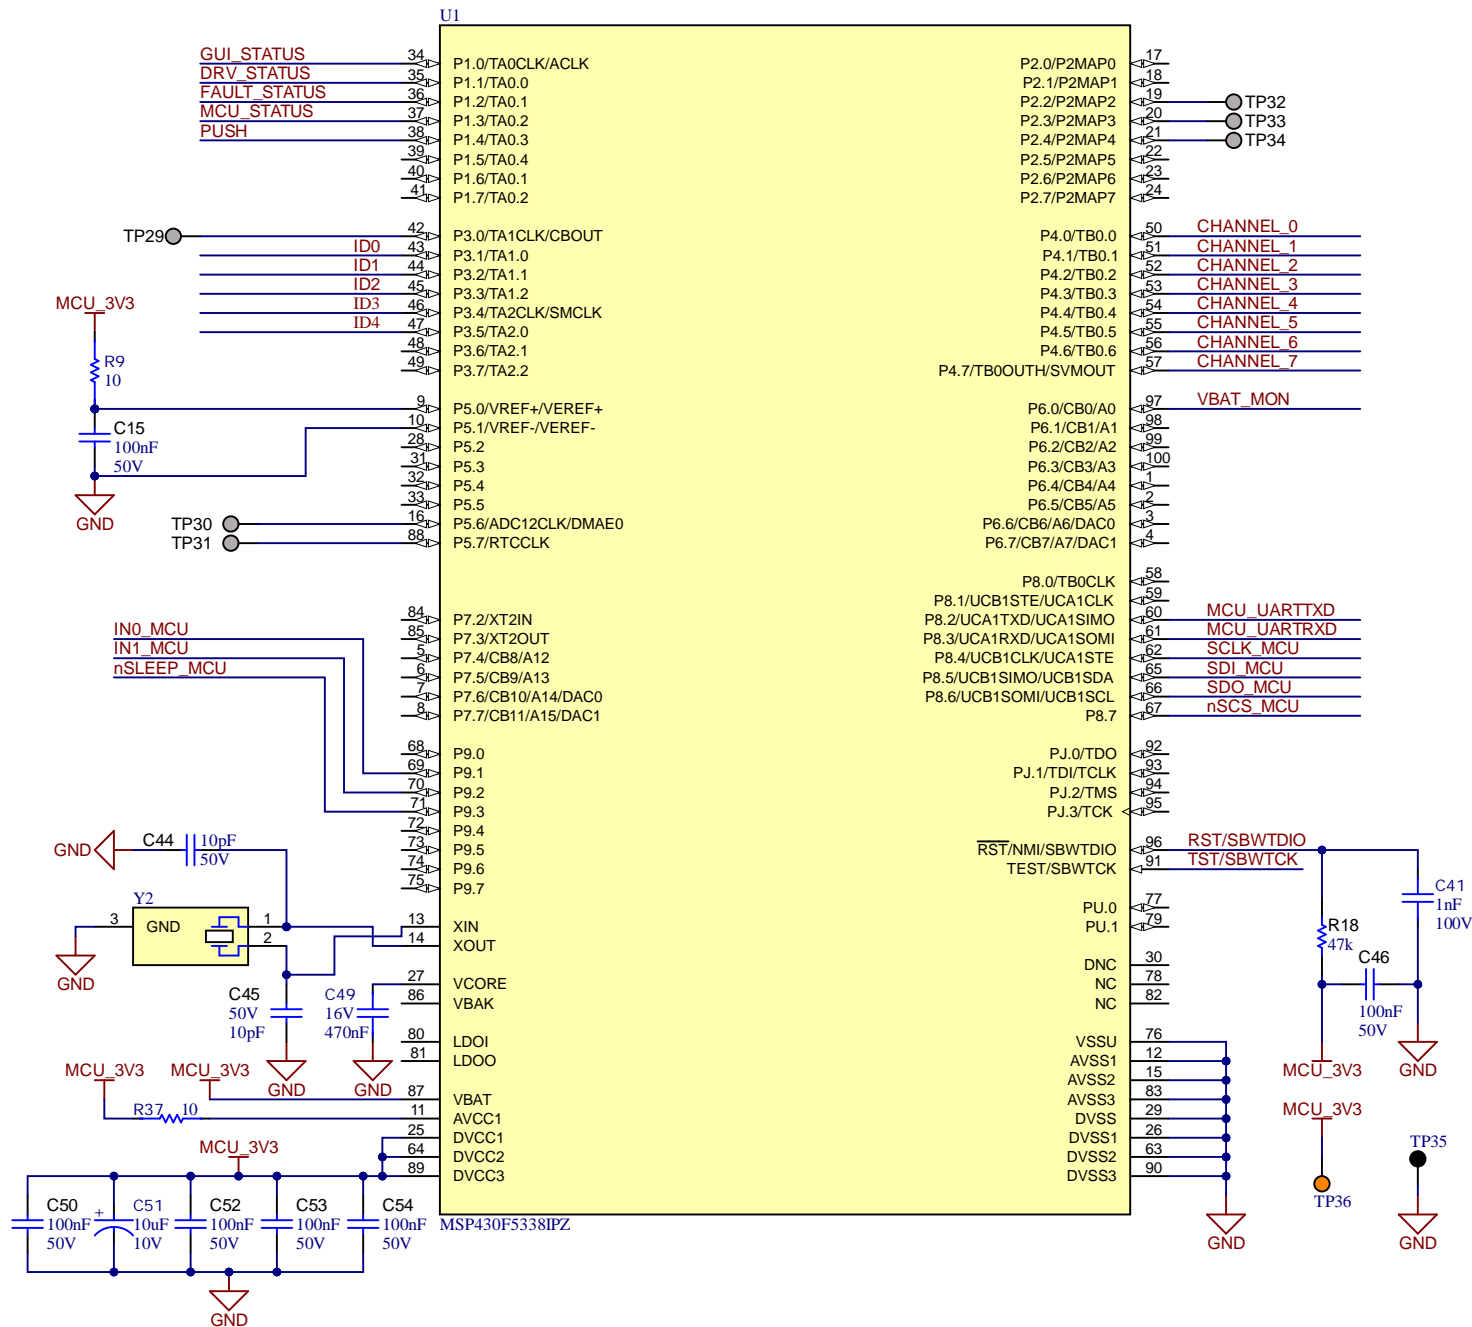 U1
GUI_STATUS 34 P1.0/TA0CLK/ACLK P2.0/P2MAP0 17
DRV_STATUS 35 P1.1/TA0.0 P2.1/P2MAP1 18
FAULT_STATUS 36 P1.2/TA0.1 P2.2/P2MAP2 19 TP32
MCU_STATUS 37 P1.3/TA0.2 P2.3/P2MAP3 20 TP33
PUSH 38 P1.4/TA0.3 P2.4/P2MAP4 21 TP34
39 P1.5/TA0.4 P2.5/P2MAP5 22
40 P1.6/TA0.1 P2.6/P2MAP6 23
41 P1.7/TA0.2 P2.7/P2MAP7 24
TP29 42 P3.0/TA1CLK/CBOUT P4.0/TB0.0 50 CHANNEL_0
ID0 43 P3.1/TA1.0 P4.1/TB0.1 51 CHANNEL_1
ID1 44 P3.2/TA1.1 P4.2/TB0.2 52 CHANNEL_2
ID2 45 P3.3/TA1.2 P4.3/TB0.3 53 CHANNEL_3
MCU_3V3 ID3 46 P3.4/TA2CLK/SMCLK P4.4/TB0.4 54 CHANNEL_4
ID4 47 P3.5/TA2.0 P4.5/TB0.5 55 CHANNEL_5
48 P3.6/TA2.1 P4.6/TB0.6 56 CHANNEL_6
R9 49 P3.7/TA2.2 P4.7/TB0OUTH/SVMOUT 57 CHANNEL_7
10
9 P5.0/VREF+/VEREF+ P6.0/CB0/A0 97 VBAT_MON
C15 10 P5.1/VREF-/VEREF- P6.1/CB1/A1 98
100nF 28 P5.2 P6.2/CB2/A2 99
50V 31 P5.3 P6.3/CB3/A3 100
32 P5.4 P6.4/CB4/A4 1
33 P5.5 P6.5/CB5/A5 2
GND TP30 16 P5.6/ADC12CLK/DMAE0 P6.6/CB6/A6/DAC0 3
TP31 88 P5.7/RTCCLK P6.7/CB7/A7/DAC1 4
P8.0/TB0CLK 58
P8.1/UCB1STE/UCA1CLK 59
84 P7.2/XT2IN P8.2/UCA1TXD/UCA1SIMO 60 MCU_UARTTXD
IN0_MCU 85 P7.3/XT2OUT P8.3/UCA1RXD/UCA1SOMI 61 MCU_UARTRXD
IN1_MCU 5 P7.4/CB8/A12 P8.4/UCB1CLK/UCA1STE 62 SCLK_MCU
nSLEEP_MCU 6 P7.5/CB9/A13 P8.5/UCB1SIMO/UCB1SDA 65 SDI_MCU
7 P7.6/CB10/A14/DAC0 P8.6/UCB1SOMI/UCB1SCL 66 SDO_MCU
8 P7.7/CB11/A15/DAC1 P8.7 67 nSCS_MCU
68 P9.0 PJ.0/TDO 92
69 P9.1 PJ.1/TDI/TCLK 93
70 P9.2 PJ.2/TMS 94
71 P9.3 PJ.3/TCK 95
72 P9.4
GND C44 10pF 73 P9.5 RST/NMI/SBWTDIO 96 RST/SBWTDIO
50V 74 P9.6 TEST/SBWTCK 91 TST/SBWTCK
75 P9.7 C41
Y2 1nF
3 GND 1 13 XIN PU.0 77 100V
2 14 XOUT PU.1 79 R18
47k
GND DNC 30 C46
27 VCORE NC 78
C45 C49 86 VBAK NC 82
50V 16V 100nF
10pF 470nF 50V
80 LDOI VSSU 76
81 LDOO AVSS1 12
MCU_3V3 MCU_3V3 GND GND AVSS2 15 MCU_3V3 GND
87 VBAT AVSS3 83
R37 10 11 AVCC1 DVSS 29 MCU_3V3
25 DVCC1 DVSS1 26
MCU_3V3 64 DVCC2 DVSS2 63 TP35
89 DVCC3 DVSS3 90
C50 + C51 C52 C53 C54 TP36
100nF 10uF 100nF 100nF 100nF MSP430F5338IPZ
50V 10V 50V 50V 50V GND GND
GND